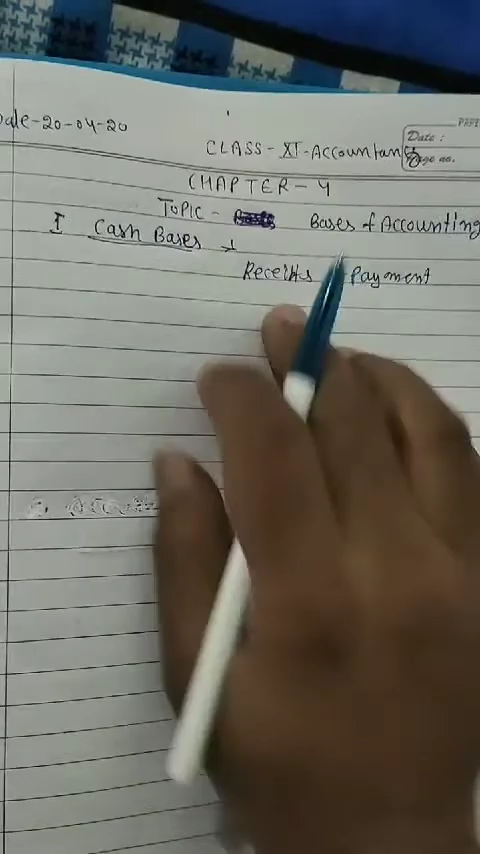 Date-20-04-20
Date :
CLASS-XI-Accountan
Page no.
CHAPTER-4
TOPIC - Bases of Accounting
I Cash Bases
Receipts Payment